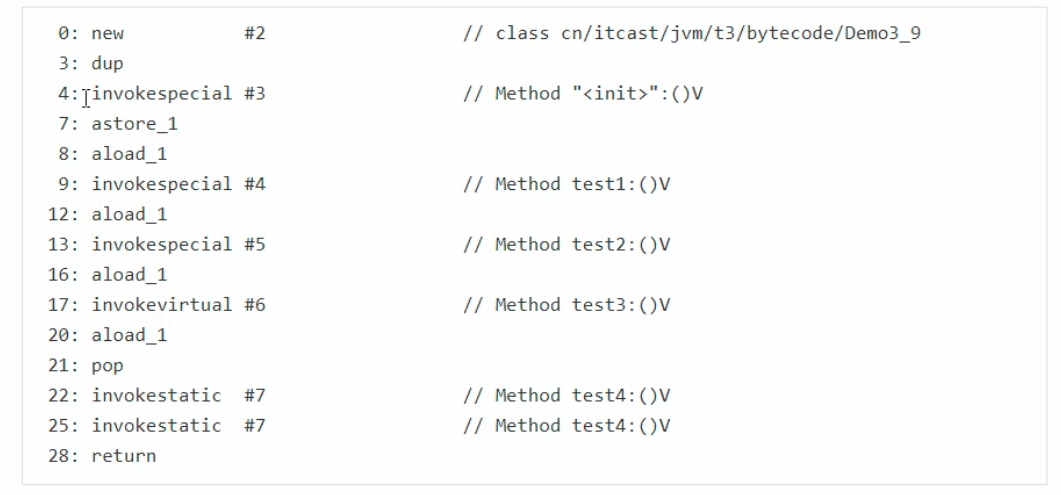 0: new #2 // class cn/itcast/jvm/t3/bytecode/Demo3_9
3: dup
4: invokespecial #3 // Method "<init>":()V
7: astore_1
8: aload_1
9: invokespecial #4 // Method test1:()V
12: aload_1
13: invokespecial #5 // Method test2:()V
16: aload_1
17: invokevirtual #6 // Method test3:()V
20: aload_1
21: pop
22: invokestatic #7 // Method test4:()V
25: invokestatic #7 // Method test4:()V
28: return